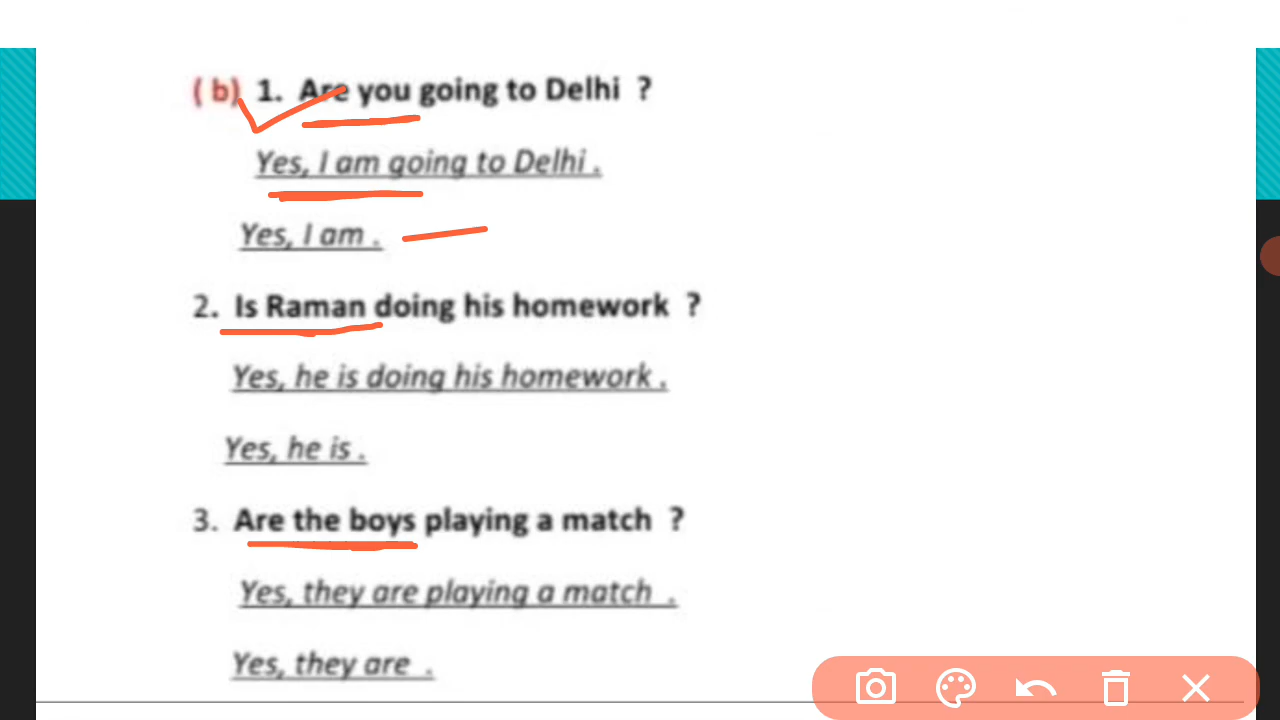 ( b) 1. Are you going to Delhi ?
Yes, I am going to Delhi .
Yes, I am .
2. Is Raman doing his homework ?
Yes, he is doing his homework .
Yes, he is .
3. Are the boys playing a match ?
Yes, they are playing a match .
Yes, they are .